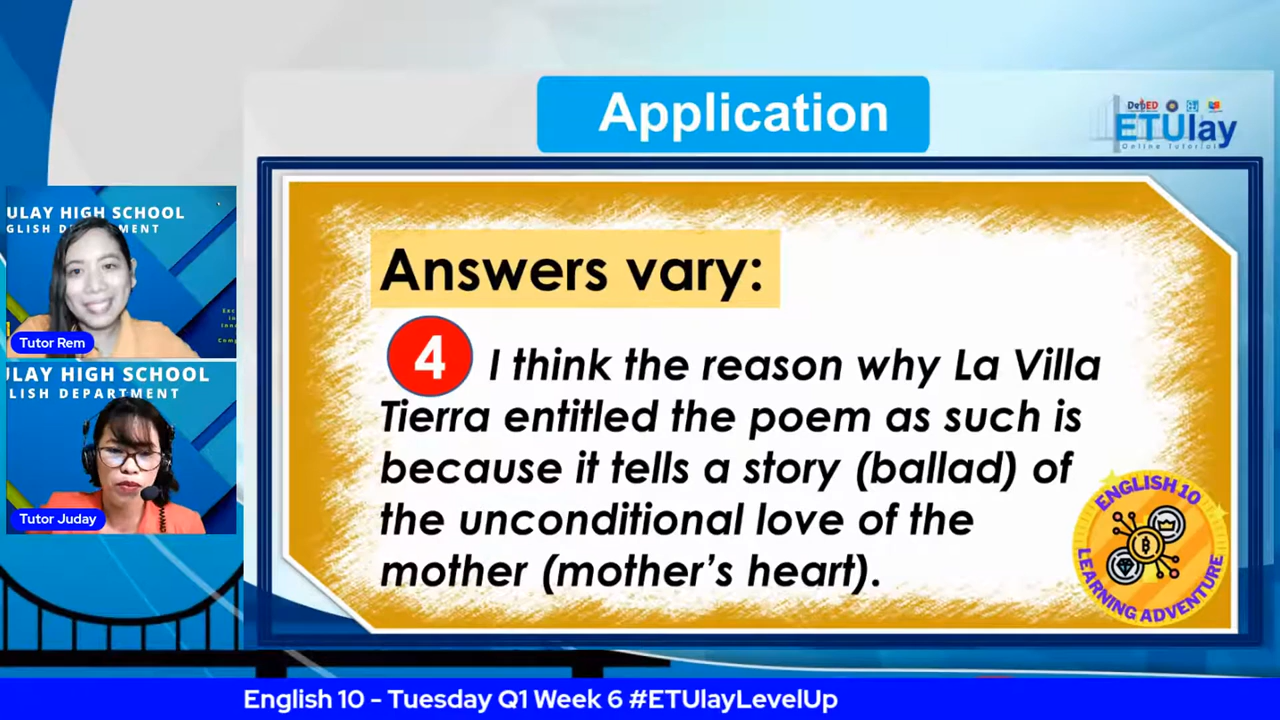 Application
DepED
ETUlay
Online Tutorial
ULAY HIGH SCHOOL
GLISH DEPARTMENT
Tutor Rem
ULAY HIGH SCHOOL
LISH DEPARTMENT
Tutor Juday
Answers vary:
4 I think the reason why La Villa
Tierra entitled the poem as such is
because it tells a story (ballad) of
the unconditional love of the
mother (mother's heart).
ENGLISH 10
LEARNING ADVENTURE
English 10 - Tuesday Q1 Week 6 #ETUlayLevelUp